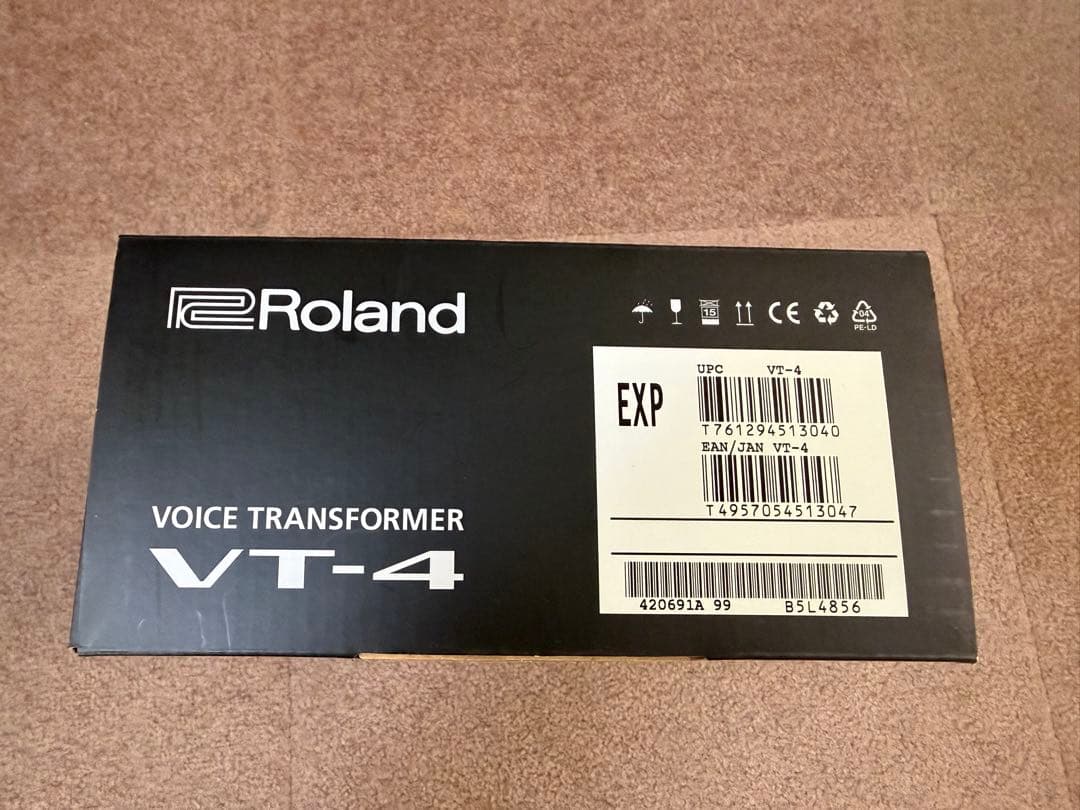 Roland
15
CE
04
PE-LD
EXP
UPC VT-4
T761294513040
EAN/JAN VT-4
T4957054513047
VOICE TRANSFORMER
VT-4
420691A 99 B5L4856